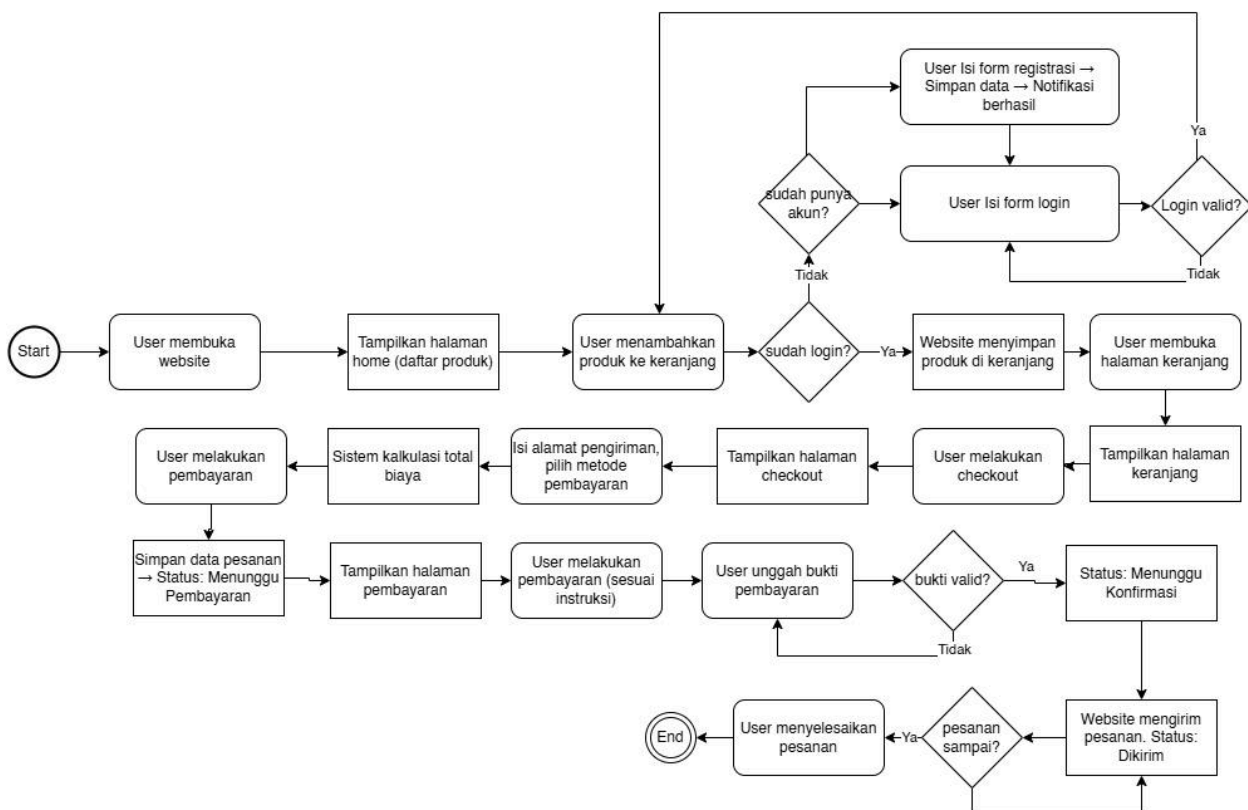 User Isi form registrasi →
Simpan data → Notifikasi
berhasil
Ya
sudah punya
akun?
User Isi form login
Login valid?
Tidak
Tidak
Start
User membuka
website
Tampilkan halaman
home (daftar produk)
User menambahkan
produk ke keranjang
sudah login?
Ya
Website menyimpan
produk di keranjang
User membuka
halaman keranjang
User melakukan
pembayaran
Sistem kalkulasi total
biaya
Isi alamat pengiriman,
pilih metode
pembayaran
Tampilkan halaman
checkout
User melakukan
checkout
Tampilkan halaman
keranjang
Simpan data pesanan
→ Status: Menunggu
Pembayaran
Tampilkan halaman
pembayaran
User melakukan
pembayaran (sesuai
instruksi)
User unggah bukti
pembayaran
bukti valid?
Ya
Status: Menunggu
Konfirmasi
Tidak
End
User menyelesaikan
pesanan
Ya
pesanan
sampai?
Website mengirim
pesanan. Status:
Dikirim